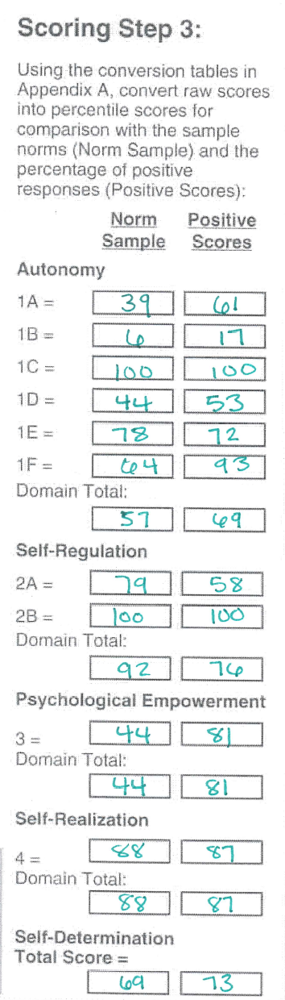 Scoring Step 3:
Using the conversion tables in
Appendix A, convert raw scores
into percentile scores for
comparison with the sample
norms (Norm Sample) and the
percentage of positive
responses (Positive Scores):
Norm Positive
Sample Scores
Autonomy
1A = 39 61
1B = 6 17
1C = 100 100
1D = 44 53
1E = 78 72
1F = 64 93
Domain Total:
57 69
Self-Regulation
2A = 79 58
2B = 100 100
Domain Total:
92 76
Psychological Empowerment
3 = 44 81
Domain Total:
44 81
Self-Realization
4 = 88 87
Domain Total:
88 87
Self-Determination
Total Score =
69 73